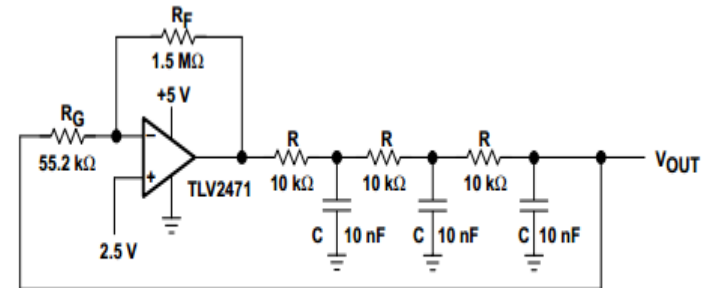 RF
1.5 MΩ
+5 V
RG
55.2 kΩ
−
+
TLV2471
2.5 V
R
10 kΩ
R
10 kΩ
R
10 kΩ
C 10 nF
C 10 nF
C 10 nF
VOUT